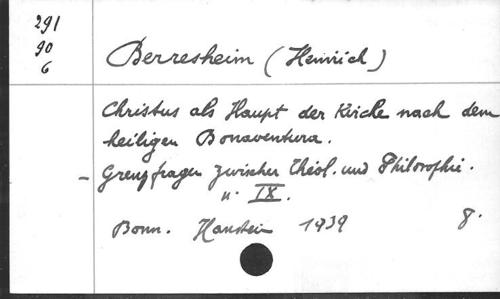 291
90
6
Berresheim (Heinrich)
Christus als Haupt der Kirche nach dem
heiligen Bonaventura.
- Grenzfragen zwischen Theol. und Philosophie.
n. IX.
Bonn. Hanstein 1939 8.